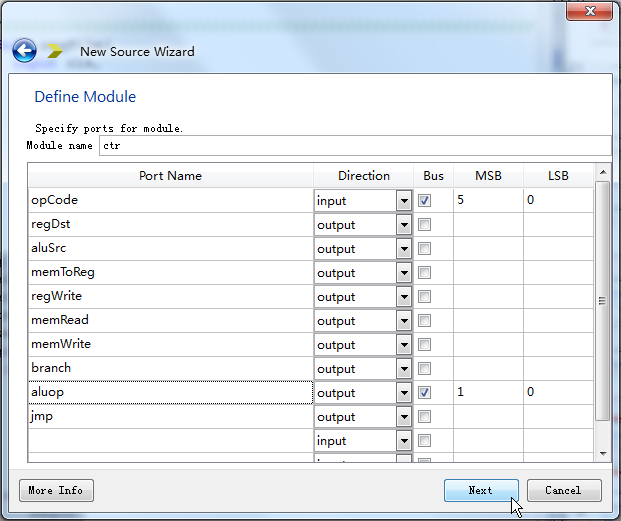 New Source Wizard
Define Module
Specify ports for module.
Module name ctr
Port Name Direction Bus MSB LSB
opCode input 5 0
regDst output
aluSrc output
memToReg output
regWrite output
memRead output
memWrite output
branch output
aluop output 1 0
jmp output
input
More Info Next Cancel